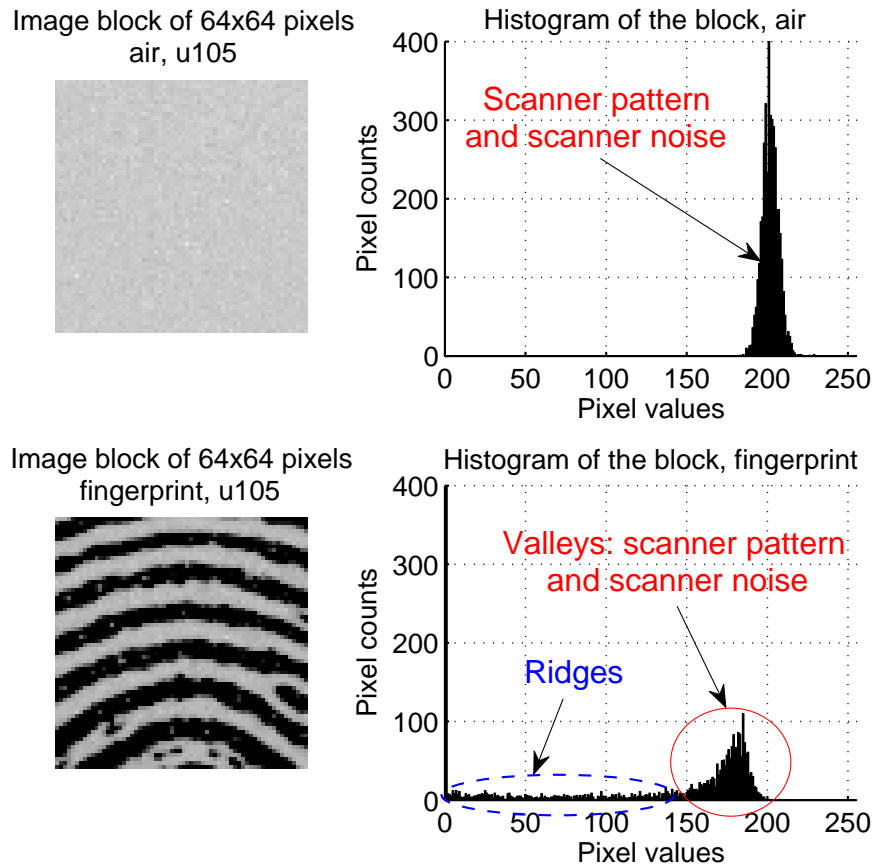 Image block of 64x64 pixels
air, u105
Histogram of the block, air
400
300
200
100
0
Pixel counts
Scanner pattern
and scanner noise
0 50 100 150 200 250
Pixel values
Image block of 64x64 pixels
fingerprint, u105
Histogram of the block, fingerprint
400
300
200
100
0
Pixel counts
Valleys: scanner pattern
and scanner noise
Ridges
0 50 100 150 200 250
Pixel values